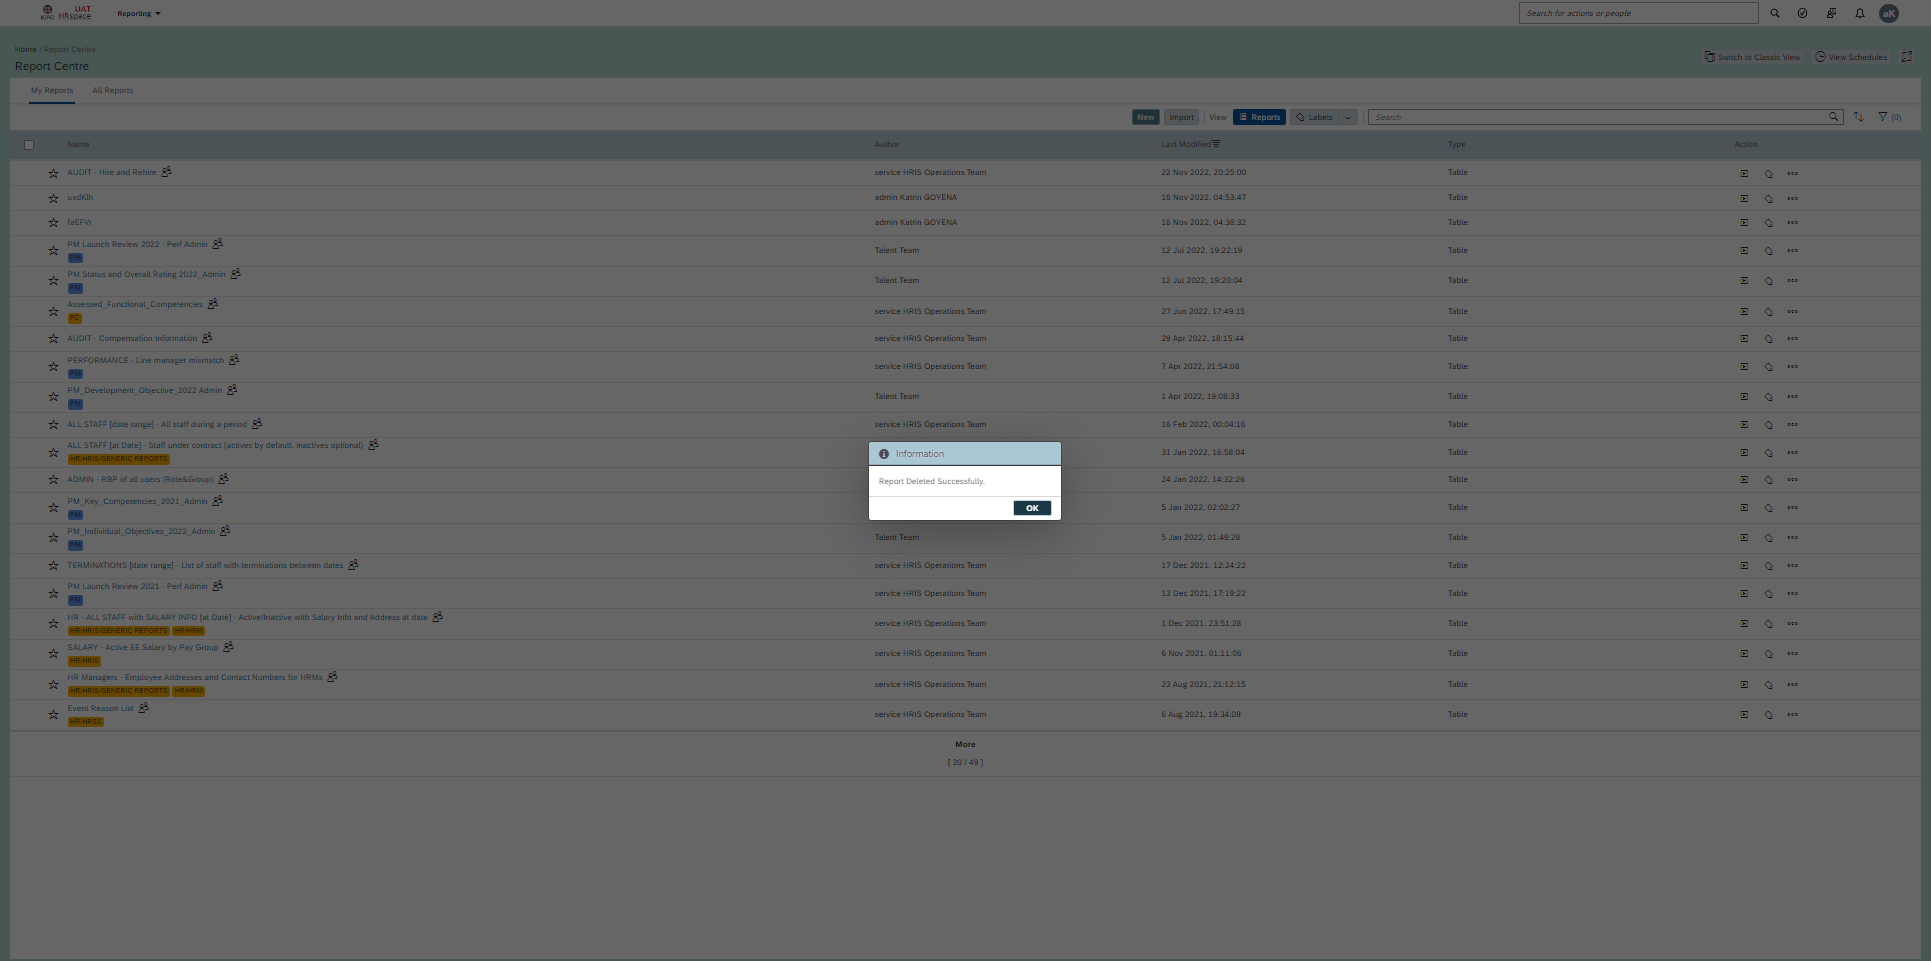 ICRC UAT HRspace Reporting Search for actions or people aK
Home / Report Centre
Report Centre
Switch to Classic View View Schedules
My Reports All Reports
New Import View Reports Labels Search (0)
Name Author Last Modified Type Action
AUDIT - Hire and Rehire service HRIS Operations Team 22 Nov 2022, 20:25:00 Table
uxdKlh admin Katrin GOYENA 16 Nov 2022, 04:53:47 Table
admin Katrin GOYENA 16 Nov 2022, 04:38:32 Table
PM Launch Review 2022 - Perf Admin Talent Team 12 Jul 2022, 19:22:19 Table
PM
PM Status and Overall Rating 2022_Admin Talent Team 12 Jul 2022, 19:20:04 Table
PM
Assessed_Functional_Competencies service HRIS Operations Team 27 Jun 2022, 17:49:15 Table
FC
AUDIT - Compensation Information service HRIS Operations Team 29 Apr 2022, 18:15:44 Table
PERFORMANCE - Line manager mismatch service HRIS Operations Team 7 Apr 2022, 21:54:08 Table
PM
PM_Development_Objective_2022 Admin Talent Team 1 Apr 2022, 19:08:33 Table
PM
ALL STAFF [date range] - All staff during a period service HRIS Operations Team 16 Feb 2022, 00:04:16 Table
ALL STAFF [at Date] - Staff under contract (actives by default, inactives optional) service HRIS Operations Team 31 Jan 2022, 16:58:04 Table
HR/HRIS/GENERIC REPORTS
ADMIN - RBP of all users (Role&Group) service HRIS Operations Team 24 Jan 2022, 14:32:26 Table
PM_Key_Competencies_2021_Admin 5 Jan 2022, 02:02:27 Table
PM
PM_Individual_Objectives_2022_Admin Talent Team 5 Jan 2022, 01:49:28 Table
PM
TERMINATIONS [date range] - List of staff with terminations between dates service HRIS Operations Team 17 Dec 2021, 12:24:22 Table
PM Launch Review 2021 - Perf Admin service HRIS Operations Team 13 Dec 2021, 17:19:22 Table
PM
HR - ALL STAFF with SALARY INFO [at Date] - Active/Inactive with Salary Info and Address at date service HRIS Operations Team 1 Dec 2021, 23:51:28 Table
HR/HRIS/GENERIC REPORTS HR/HRM
SALARY - Active EE Salary by Pay Group service HRIS Operations Team 6 Nov 2021, 01:11:06 Table
HR/HRIS
HR Managers - Employee Addresses and Contact Numbers for HRMs service HRIS Operations Team 23 Aug 2021, 21:12:15 Table
HR/HRIS/GENERIC REPORTS HR/HRM
Event Reason List service HRIS Operations Team 6 Aug 2021, 19:34:08 Table
HR/HRSS
More
[ 20 / 49 ]
Information
Report Deleted Successfully.
OK